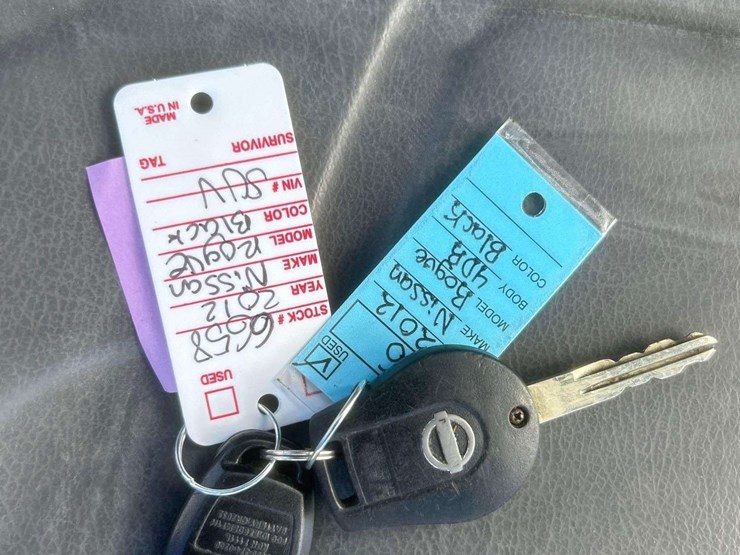 USED
STOCK # 6658
YEAR 2012
MAKE Nissan
MODEL Rogue
COLOR Black
VIN # SUV
SURVIVOR TAG
MADE
IN U.S.A.
USED
2012
MAKE Nissan
MODEL Rogue
BODY 4DR
COLOR Black